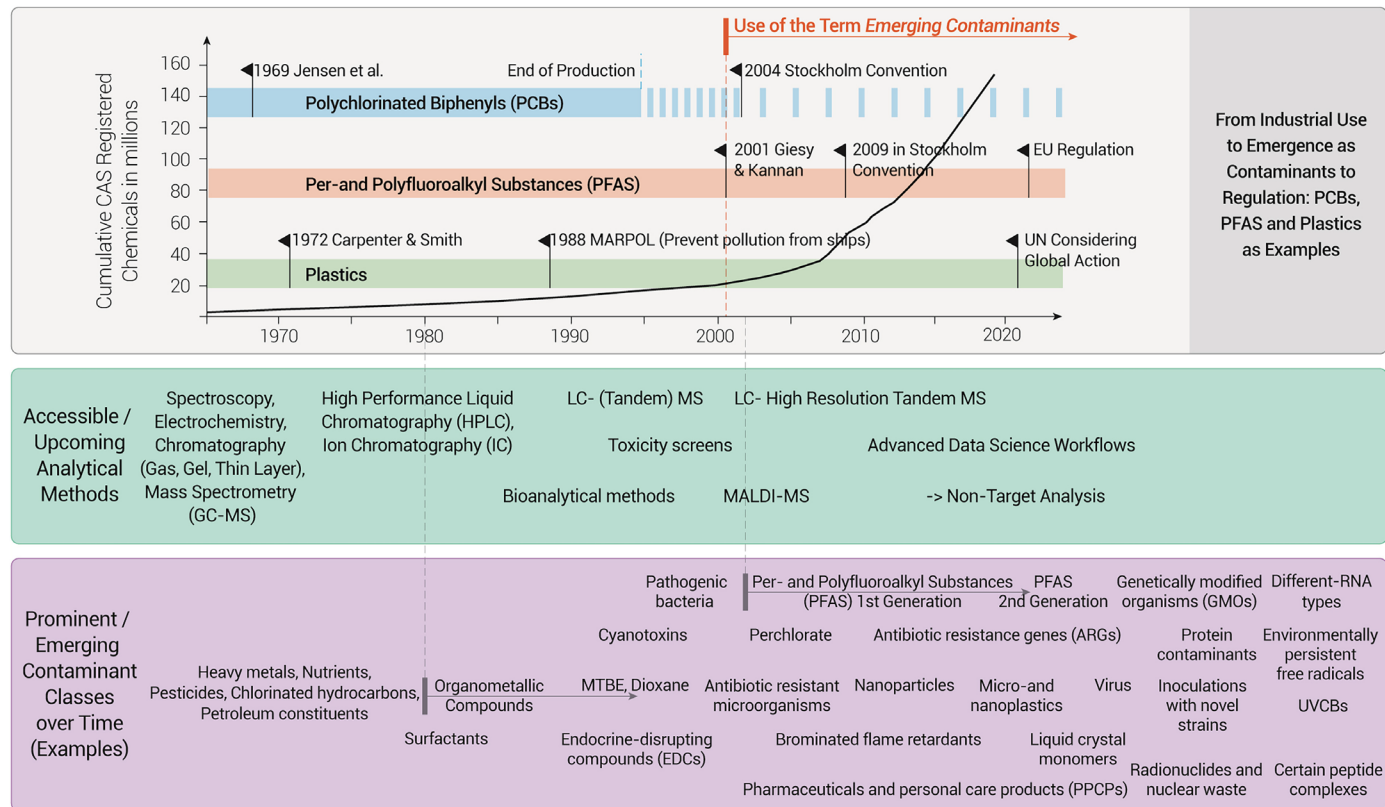 Use of the Term Emerging Contaminants
Cumulative CAS Registered
Chemicals in millions
160
140
120
100
80
60
40
20
1969 Jensen et al.
End of Production
2004 Stockholm Convention
Polychlorinated Biphenyls (PCBs)
2001 Giesy
& Kannan
2009 in Stockholm
Convention
EU Regulation
Per-and Polyfluoroalkyl Substances (PFAS)
1972 Carpenter & Smith
1988 MARPOL (Prevent pollution from ships)
UN Considering
Global Action
Plastics
1970
1980
1990
2000
2010
2020
From Industrial Use
to Emergence as
Contaminants to
Regulation: PCBs,
PFAS and Plastics
as Examples
Accessible /
Upcoming
Analytical
Methods
Spectroscopy,
Electrochemistry,
Chromatography
(Gas, Gel, Thin Layer),
Mass Spectrometry
(GC-MS)
High Performance Liquid
Chromatography (HPLC),
Ion Chromatography (IC)
LC- (Tandem) MS
LC- High Resolution Tandem MS
Toxicity screens
Advanced Data Science Workflows
Bioanalytical methods
MALDI-MS
-> Non-Target Analysis
Prominent /
Emerging
Contaminant
Classes
over Time
(Examples)
Heavy metals, Nutrients,
Pesticides, Chlorinated hydrocarbons,
Petroleum constituents
Organometallic
Compounds
Surfactants
Pathogenic
bacteria
Cyanotoxins
MTBE, Dioxane
Endocrine-disrupting
compounds (EDCs)
Per- and Polyfluoroalkyl Substances
(PFAS) 1st Generation
PFAS
2nd Generation
Perchlorate
Antibiotic resistance genes (ARGs)
Antibiotic resistant
microorganisms
Nanoparticles
Micro-and
nanoplastics
Virus
Brominated flame retardants
Liquid crystal
monomers
Pharmaceuticals and personal care products (PPCPs)
Genetically modified
organisms (GMOs)
Protein
contaminants
Inoculations
with novel
strains
Radionuclides and
nuclear waste
Different-RNA
types
Environmentally
persistent
free radicals
UVCBs
Certain peptide
complexes